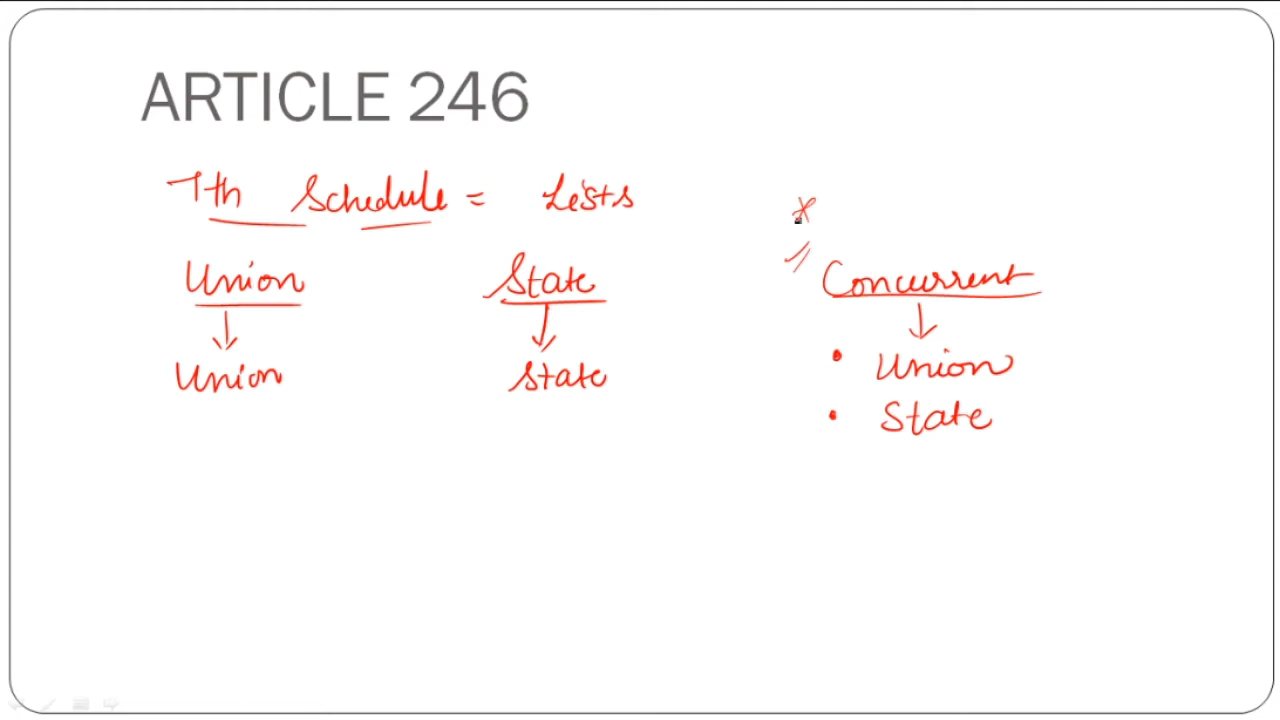 ARTICLE 246
7th Schedule = Lists
Union State Concurrent
Union State • Union
• State